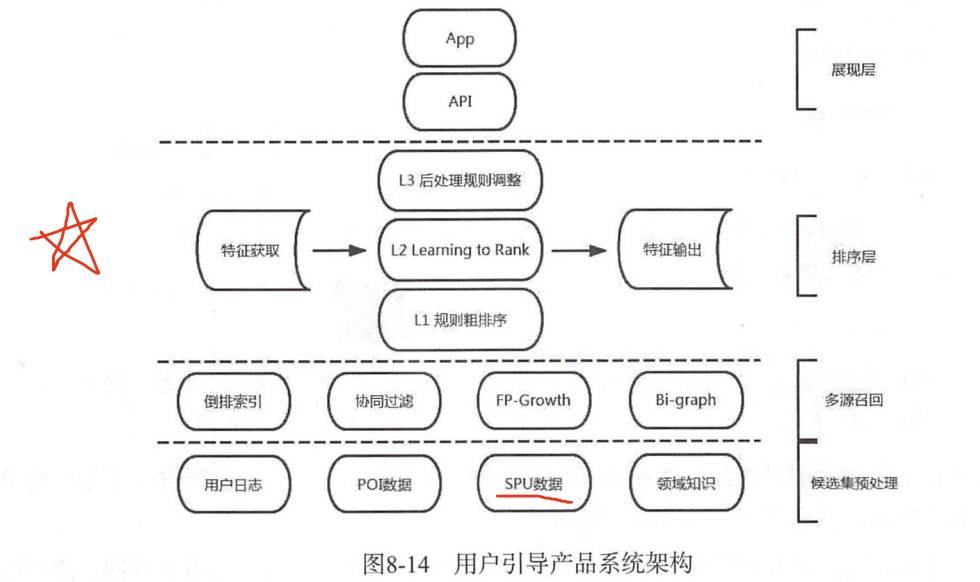 App
展现层
API
L3 后处理规则调整
特征获取
L2 Learning to Rank
特征输出
排序层
L1 规则粗排序
倒排索引
协同过滤
FP-Growth
Bi-graph
多源召回
用户日志
POI数据
SPU数据
领域知识
候选集预处理
图8-14 用户引导产品系统架构